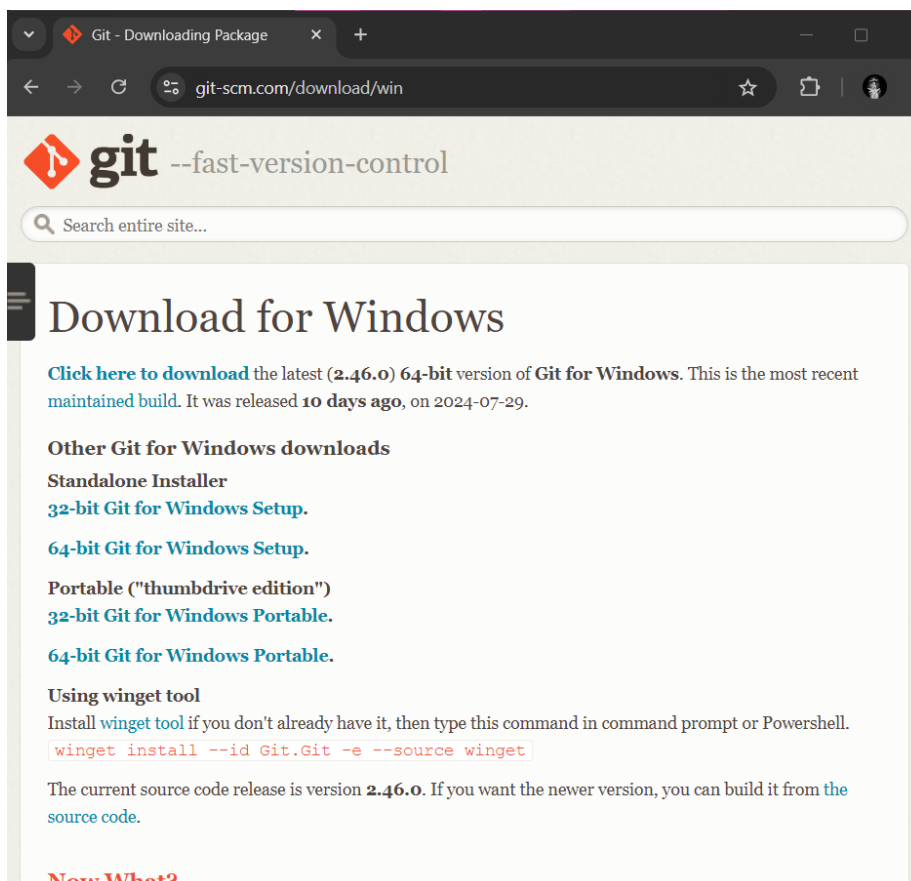 Git - Downloading Package
git-scm.com/download/win
git --fast-version-control
Search entire site...
Download for Windows
Click here to download the latest (2.46.0) 64-bit version of Git for Windows. This is the most recent
maintained build. It was released 10 days ago, on 2024-07-29.
Other Git for Windows downloads
Standalone Installer
32-bit Git for Windows Setup.
64-bit Git for Windows Setup.
Portable ("thumbdrive edition")
32-bit Git for Windows Portable.
64-bit Git for Windows Portable.
Using winget tool
Install winget tool if you don't already have it, then type this command in command prompt or Powershell.
winget install --id Git.Git -e --source winget
The current source code release is version 2.46.0. If you want the newer version, you can build it from the
source code.
Now What?